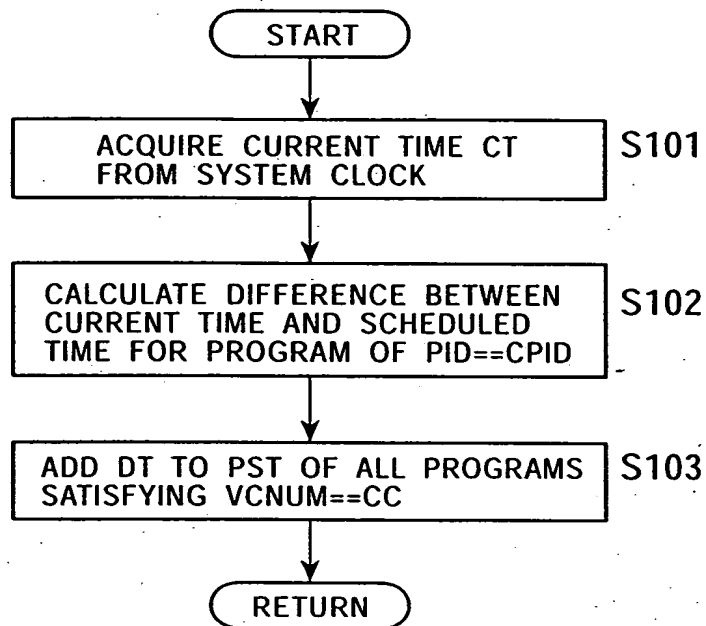 START
ACQUIRE CURRENT TIME CT
FROM SYSTEM CLOCK
S101
CALCULATE DIFFERENCE BETWEEN
CURRENT TIME AND SCHEDULED
TIME FOR PROGRAM OF PID==CPID
S102
ADD DT TO PST OF ALL PROGRAMS
SATISFYING VCNUM==CC
S103
RETURN